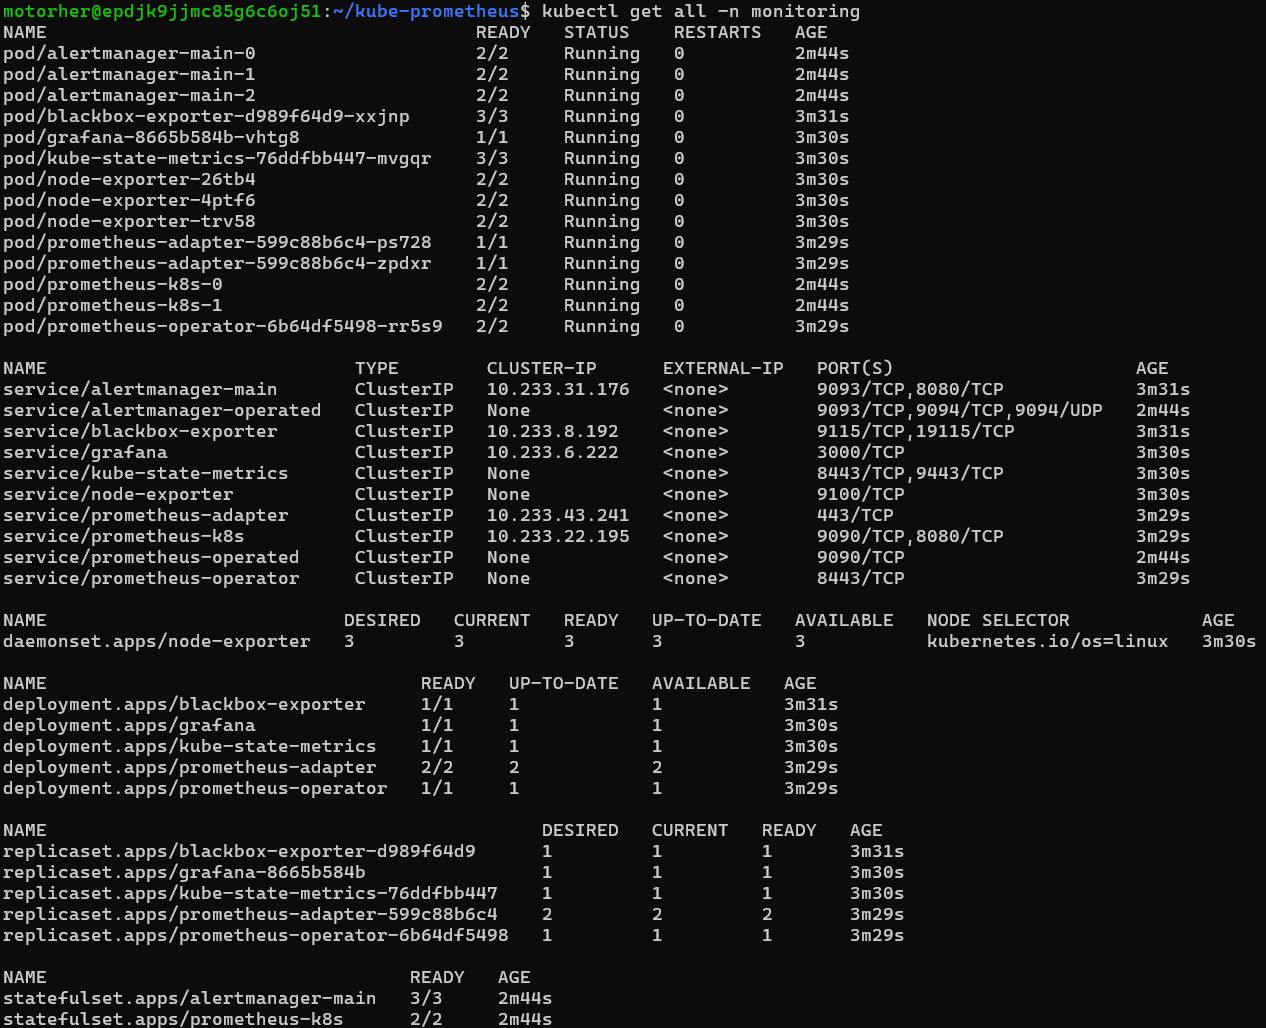 motorher@epdjk9jjmc85g6c6oj51:~/kube-prometheus$ kubectl get all -n monitoring
NAME                                       READY   STATUS    RESTARTS   AGE
pod/alertmanager-main-0                    2/2     Running   0          2m44s
pod/alertmanager-main-1                    2/2     Running   0          2m44s
pod/alertmanager-main-2                    2/2     Running   0          2m44s
pod/blackbox-exporter-d989f64d9-xxjnp      3/3     Running   0          3m31s
pod/grafana-8665b584b-vhtg8                1/1     Running   0          3m30s
pod/kube-state-metrics-76ddfbb447-mvgqr    3/3     Running   0          3m30s
pod/node-exporter-26tb4                    2/2     Running   0          3m30s
pod/node-exporter-4ptf6                    2/2     Running   0          3m30s
pod/node-exporter-trv58                    2/2     Running   0          3m30s
pod/prometheus-adapter-599c88b6c4-ps728    1/1     Running   0          3m29s
pod/prometheus-adapter-599c88b6c4-zpdxr    1/1     Running   0          3m29s
pod/prometheus-k8s-0                       2/2     Running   0          2m44s
pod/prometheus-k8s-1                       2/2     Running   0          2m44s
pod/prometheus-operator-6b64df5498-rr5s9   2/2     Running   0          3m29s
NAME                            TYPE        CLUSTER-IP      EXTERNAL-IP   PORT(S)                      AGE
service/alertmanager-main       ClusterIP   10.233.31.176   <none>        9093/TCP,8080/TCP            3m31s
service/alertmanager-operated   ClusterIP   None            <none>        9093/TCP,9094/TCP,9094/UDP   2m44s
service/blackbox-exporter       ClusterIP   10.233.8.192    <none>        9115/TCP,19115/TCP           3m31s
service/grafana                 ClusterIP   10.233.6.222    <none>        3000/TCP                     3m30s
service/kube-state-metrics      ClusterIP   None            <none>        8443/TCP,9443/TCP            3m30s
service/node-exporter           ClusterIP   None            <none>        9100/TCP                     3m30s
service/prometheus-adapter      ClusterIP   10.233.43.241   <none>        443/TCP                      3m29s
service/prometheus-k8s          ClusterIP   10.233.22.195   <none>        9090/TCP,8080/TCP            3m29s
service/prometheus-operated     ClusterIP   None            <none>        9090/TCP                     2m44s
service/prometheus-operator     ClusterIP   None            <none>        8443/TCP                     3m29s
NAME                           DESIRED   CURRENT   READY   UP-TO-DATE   AVAILABLE   NODE SELECTOR            AGE
daemonset.apps/node-exporter   3         3         3       3            3           kubernetes.io/os=linux   3m30s
NAME                                  READY   UP-TO-DATE   AVAILABLE   AGE
deployment.apps/blackbox-exporter     1/1     1            1           3m31s
deployment.apps/grafana               1/1     1            1           3m30s
deployment.apps/kube-state-metrics    1/1     1            1           3m30s
deployment.apps/prometheus-adapter    2/2     2            2           3m29s
deployment.apps/prometheus-operator   1/1     1            1           3m29s
NAME                                             DESIRED   CURRENT   READY   AGE
replicaset.apps/blackbox-exporter-d989f64d9      1         1         1       3m31s
replicaset.apps/grafana-8665b584b                1         1         1       3m30s
replicaset.apps/kube-state-metrics-76ddfbb447    1         1         1       3m30s
replicaset.apps/prometheus-adapter-599c88b6c4    2         2         2       3m29s
replicaset.apps/prometheus-operator-6b64df5498   1         1         1       3m29s
NAME                                 READY   AGE
statefulset.apps/alertmanager-main   3/3     2m44s
statefulset.apps/prometheus-k8s      2/2     2m44s